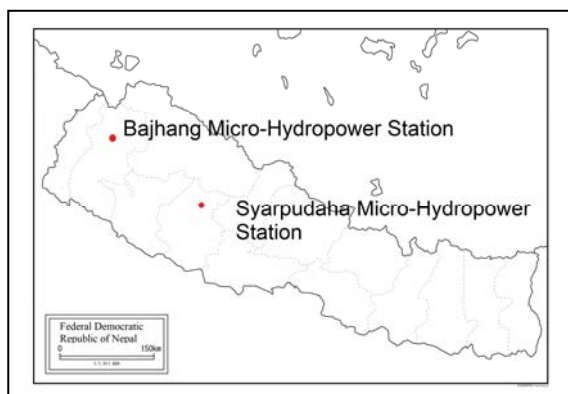 Bajhang Micro-Hydropower Station
Syarpudaha Micro-Hydropower
Station
Federal Democratic
Republic of Nepal
0 150km